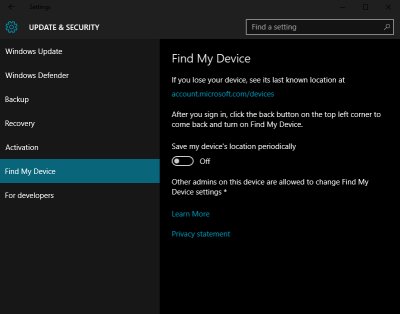 Settings
UPDATE & SECURITY
Find a setting
Windows Update
Windows Defender
Backup
Recovery
Activation
Find My Device
For developers
Find My Device
If you lose your device, see its last known location at
account.microsoft.com/devices
After you sign in, click the back button on the top left corner to
come back and turn on Find My Device.
Save my device's location periodically
Off
Other admins on this device are allowed to change Find My
Device settings *
Learn More
Privacy statement